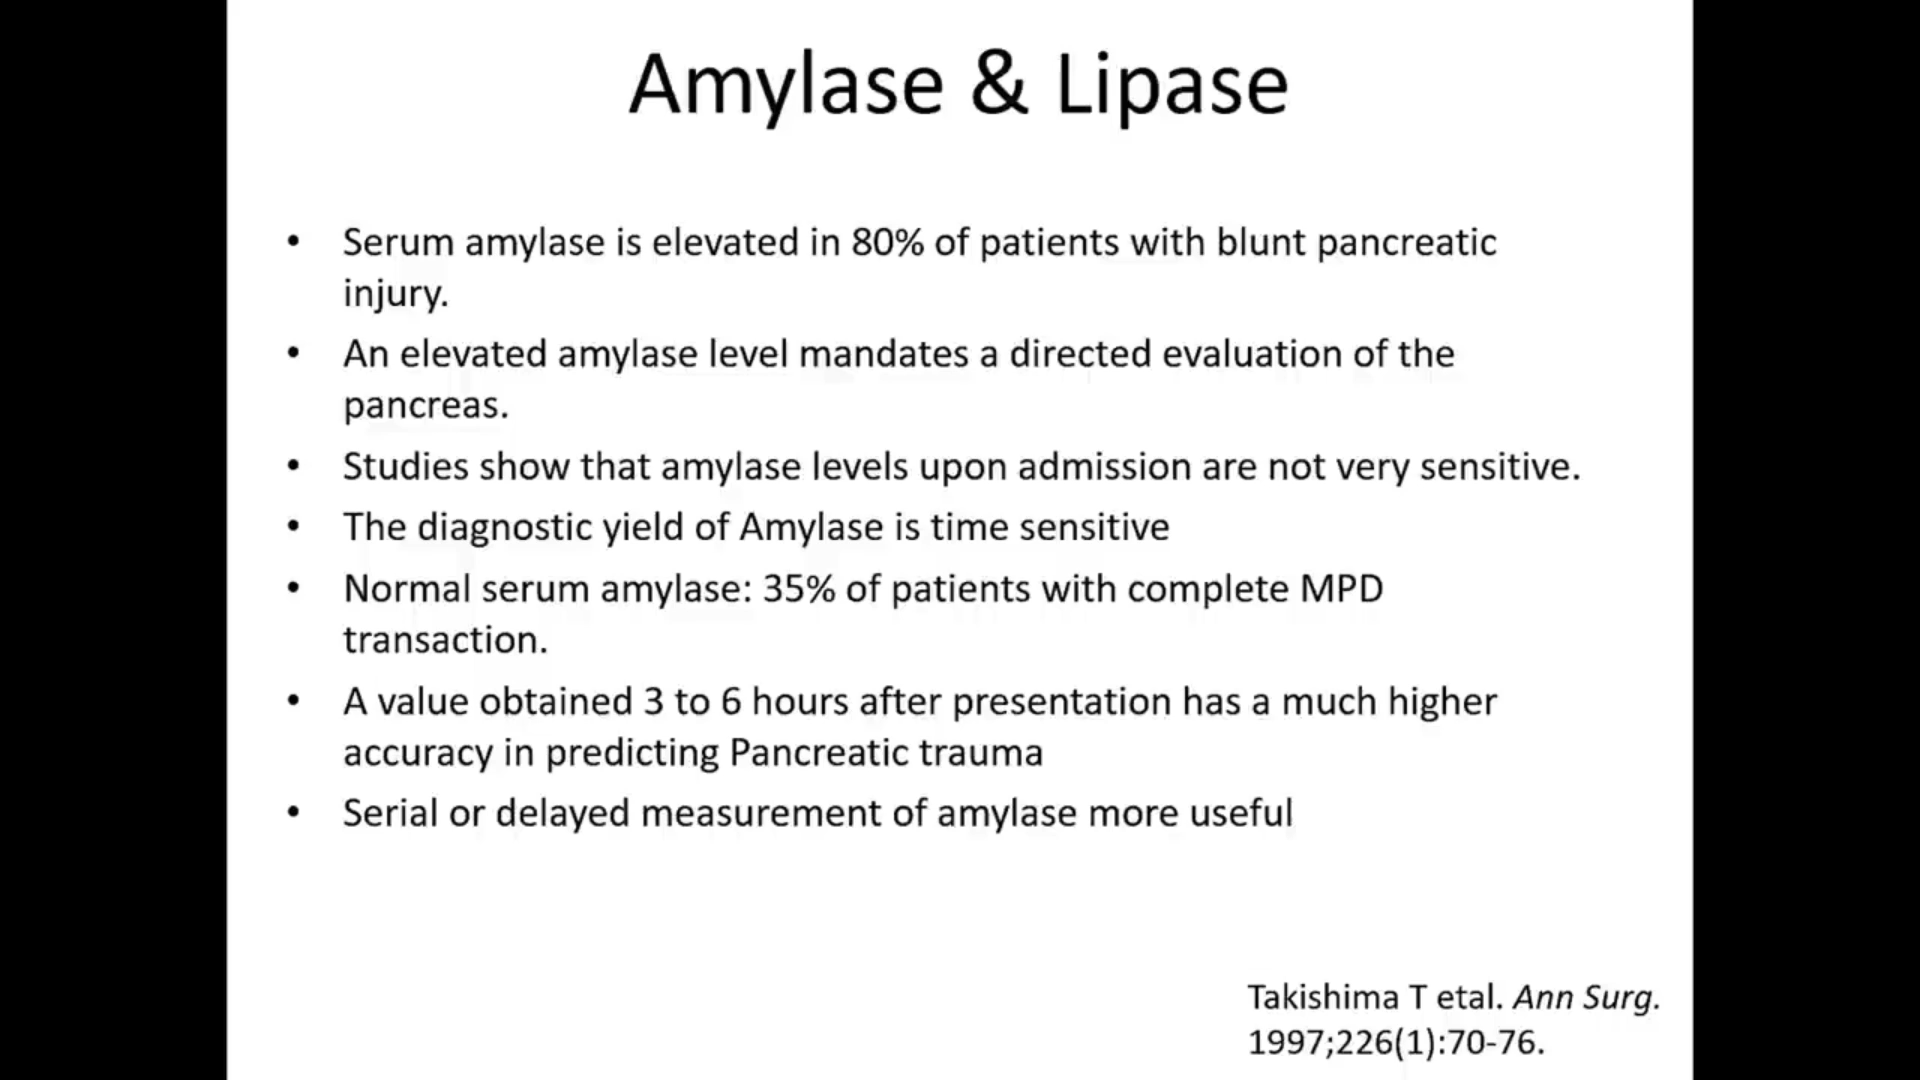 Amylase & Lipase
• Serum amylase is elevated in 80% of patients with blunt pancreatic
injury.
• An elevated amylase level mandates a directed evaluation of the
pancreas.
• Studies show that amylase levels upon admission are not very sensitive.
• The diagnostic yield of Amylase is time sensitive
• Normal serum amylase: 35% of patients with complete MPD
transaction.
• A value obtained 3 to 6 hours after presentation has a much higher
accuracy in predicting Pancreatic trauma
• Serial or delayed measurement of amylase more useful
Takishima T etal. Ann Surg.
1997;226(1):70-76.